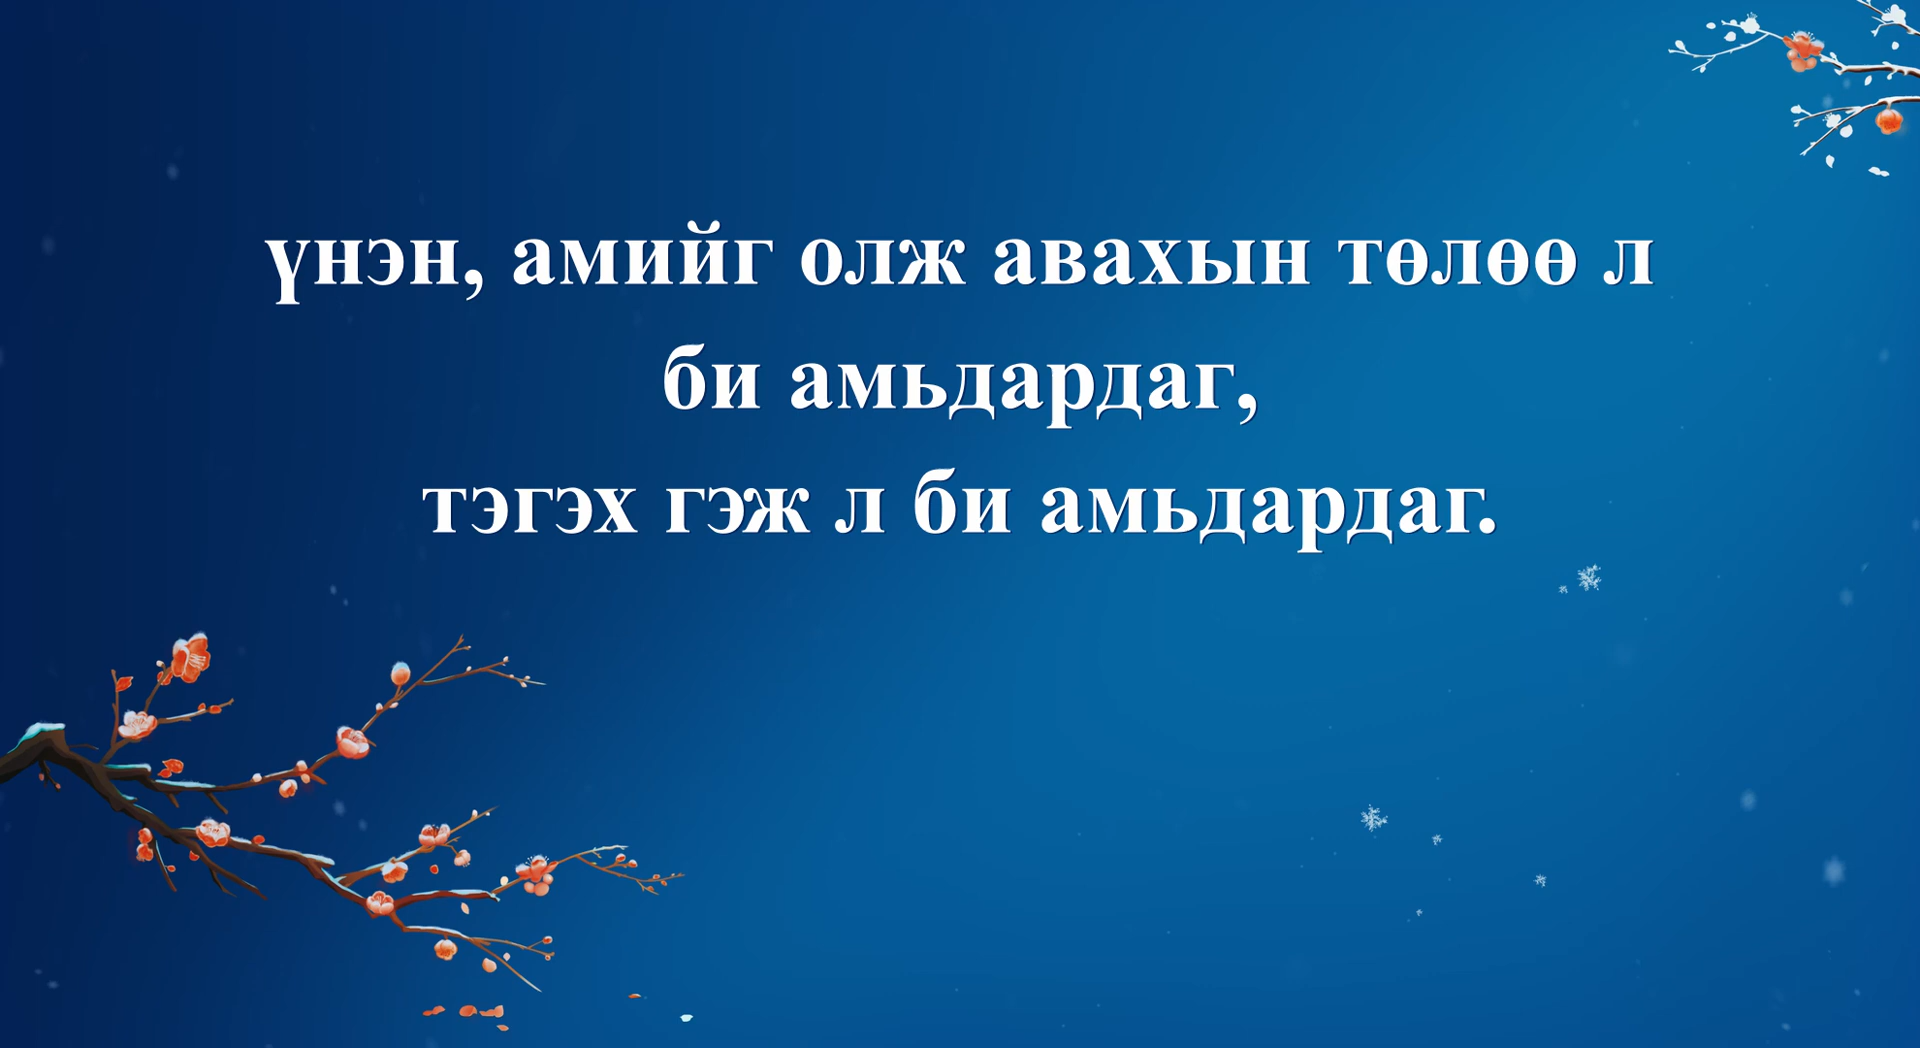 үнэн, амийг олж авахын төлөө л
би амьдардаг,
тэгэх гэж л би амьдардаг.